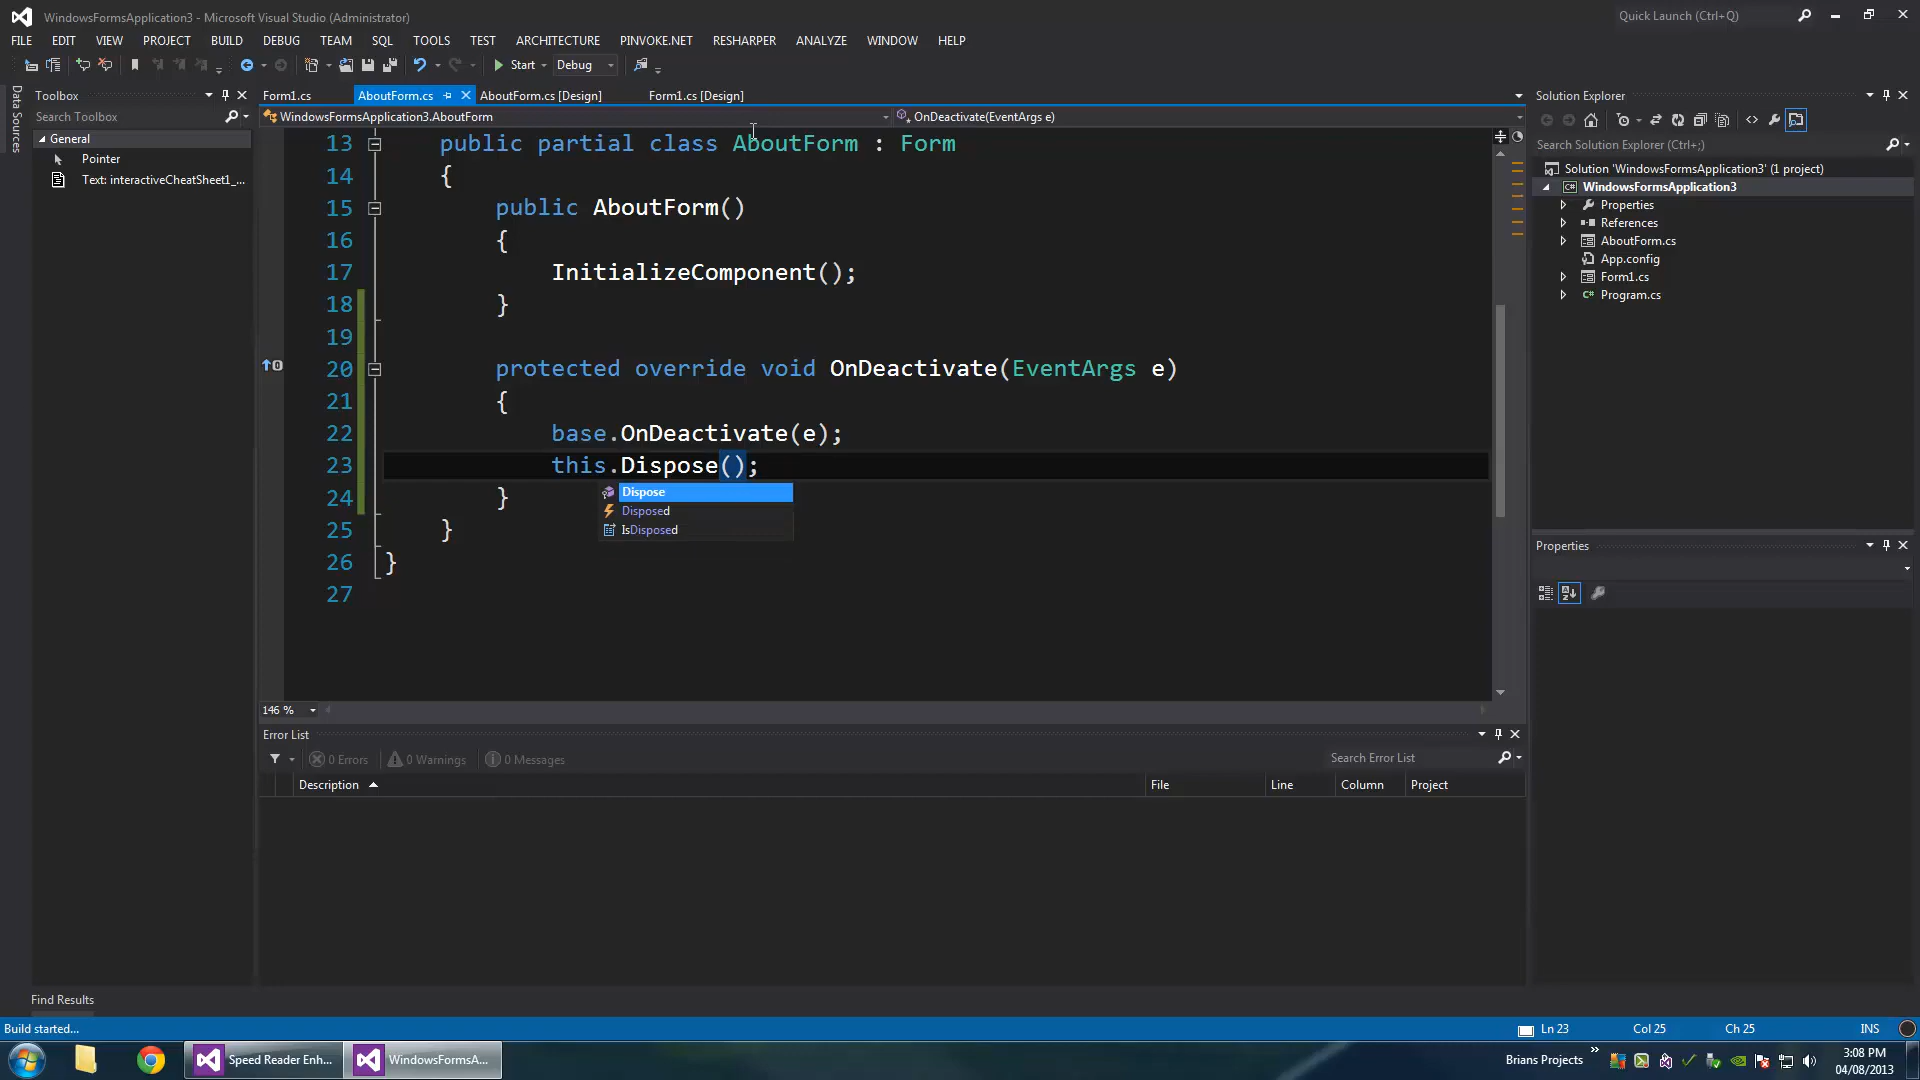 WindowsFormsApplication3 - Microsoft Visual Studio (Administrator)
Quick Launch (Ctrl+Q)
FILE EDIT VIEW PROJECT BUILD DEBUG TEAM SQL TOOLS TEST ARCHITECTURE PINVOKE.NET RESHARPER ANALYZE WINDOW HELP
Start Debug
Data Sources
Toolbox
Search Toolbox
General
Pointer
Text: interactiveCheatSheet1_...
Form1.cs AboutForm.cs AboutForm.cs [Design] Form1.cs [Design]
WindowsFormsApplication3.AboutForm OnDeactivate(EventArgs e)
13 public partial class AboutForm : Form
14 {
15 public AboutForm()
16 {
17 InitializeComponent();
18 }
19
20 protected override void OnDeactivate(EventArgs e)
21 {
22 base.OnDeactivate(e);
23 this.Dispose();
24 }
25 }
26 }
27
Dispose
Disposed
IsDisposed
146 %
Error List
0 Errors 0 Warnings 0 Messages
Search Error List
Description File Line Column Project
Solution Explorer
Search Solution Explorer (Ctrl+;)
Solution 'WindowsFormsApplication3' (1 project)
WindowsFormsApplication3
Properties
References
AboutForm.cs
App.config
Form1.cs
Program.cs
Properties
Find Results
Build started...
Ln 23 Col 25 Ch 25 INS
Speed Reader Enh...
WindowsFormsA...
Brians Projects
3:08 PM
04/08/2013